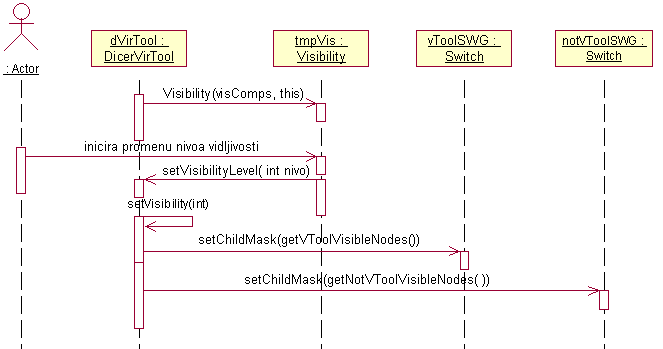 : Actor
dVirTool :
DicerVirTool
tmpVis :
Visibility
vToolSWG :
Switch
notVToolSWG :
Switch
Visibility(visComps, this)
inicira promenu nivoa vidljivosti
setVisibilityLevel( int nivo)
setVisibility(int)
setChildMask(getVToolVisibleNodes())
setChildMask(getNotVToolVisibleNodes( ))